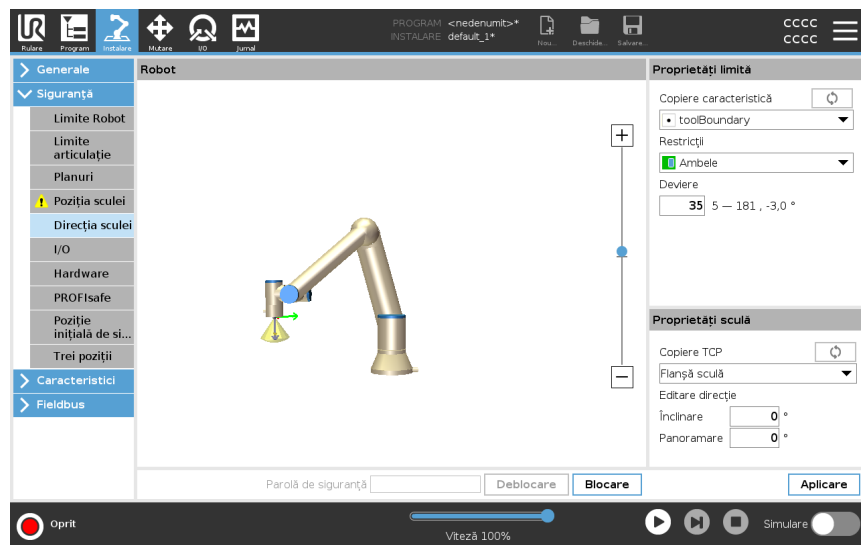 UR
PROGRAM <nedenumit>*
INSTALARE default_1*
cccc
cccc
Rulare Program Instalare Mutare I/O Jurnal Nou... Deschide... Salvare...
Generale
Siguranță
Limite Robot
Limite
articulație
Planuri
Poziția sculei
Direcția sculei
I/O
Hardware
PROFIsafe
Poziție
inițială de si...
Trei poziții
Caracteristici
Fieldbus
Robot
Proprietăți limită
Copiere caracteristică
toolBoundary
Restricții
Ambele
Deviere
35 5 — 181 , -3,0 °
Proprietăți sculă
Copiere TCP
Flanșă sculă
Editare direcție
Înclinare 0 °
Panoramare 0 °
Parolă de siguranță Deblocare Blocare Aplicare
Oprit
Viteză 100%
Simulare